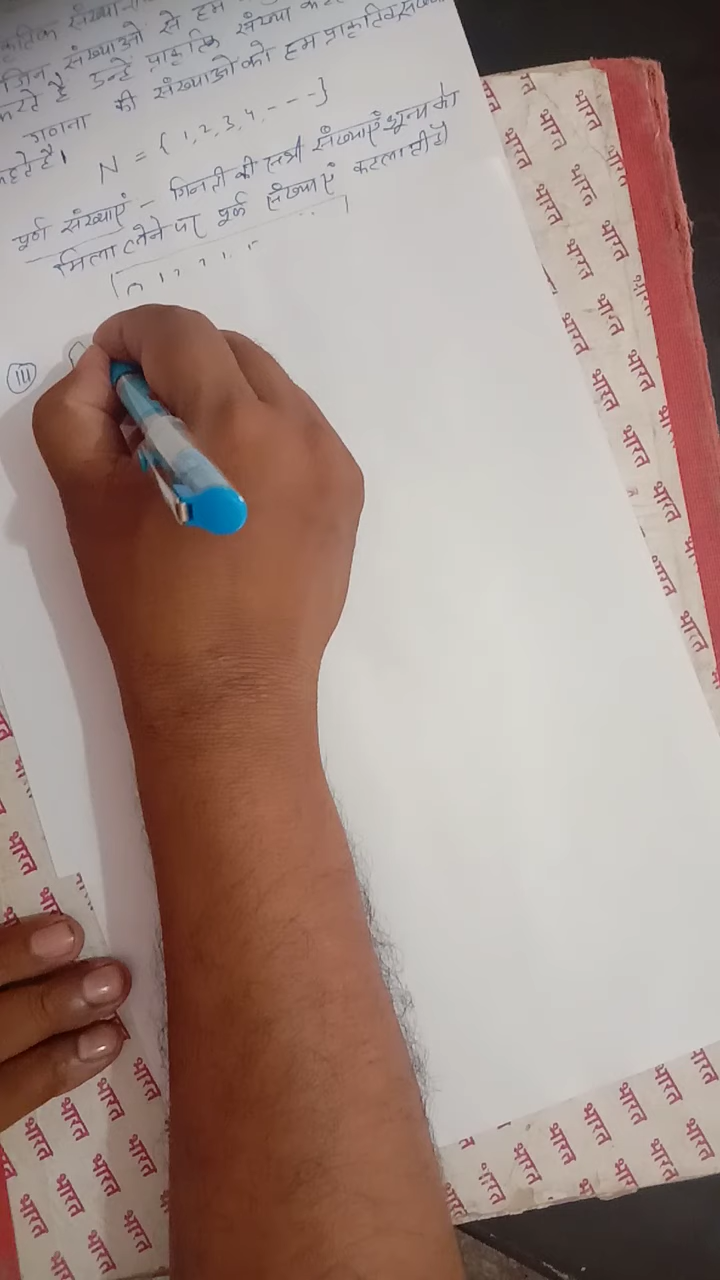 कृतिक संख्या
जिन संख्याओ से हम
करते है उन्हे प्राकृतिक संख्या
गणना की संख्याओ को हम प्राकृतिक संख्या
कहते है।
N = {1, 2, 3, 4, - - - -}
पूर्ण संख्याएं - गिनती की सभी संख्याएं शून्य को
मिला लेने पर पूर्ण संख्याएं कहलाती है
(iii)
भारत